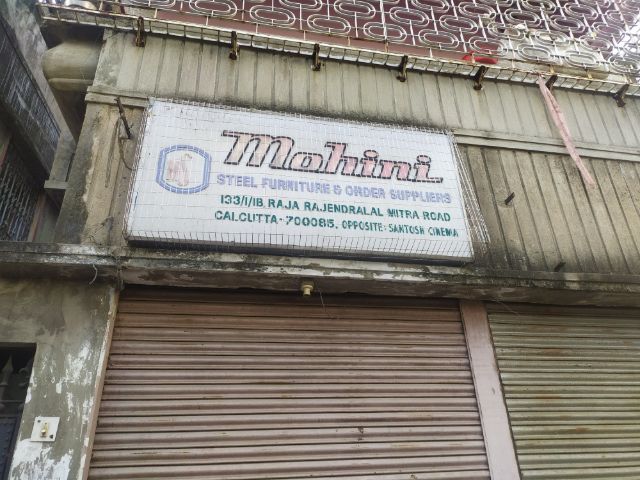 Mohini
STEEL FURNITURE & ORDER SUPPLIERS
133/1/1B, RAJA RAJENDRALAL MITRA ROAD
CALCUTTA-700085, OPPOSITE: SANTOSH CINEMA